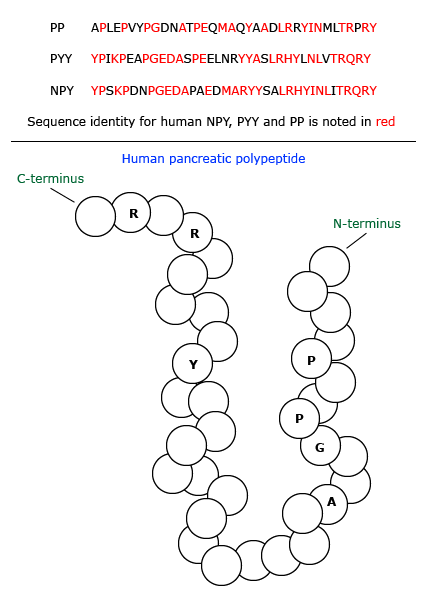 PP APLEPVYPGDNATPEQMAQYAADLRRYINMLTRPRY
PYY YPIKPEAPGEDASPEELNRYYASLRHYLNLVTRQRY
NPY YPSKPDNPGEDAPAEDMARYYSALRHYINLITRQRY
Sequence identity for human NPY, PYY and PP is noted in red
Human pancreatic polypeptide
C-terminus
N-terminus
R
R
Y
P
P
G
A